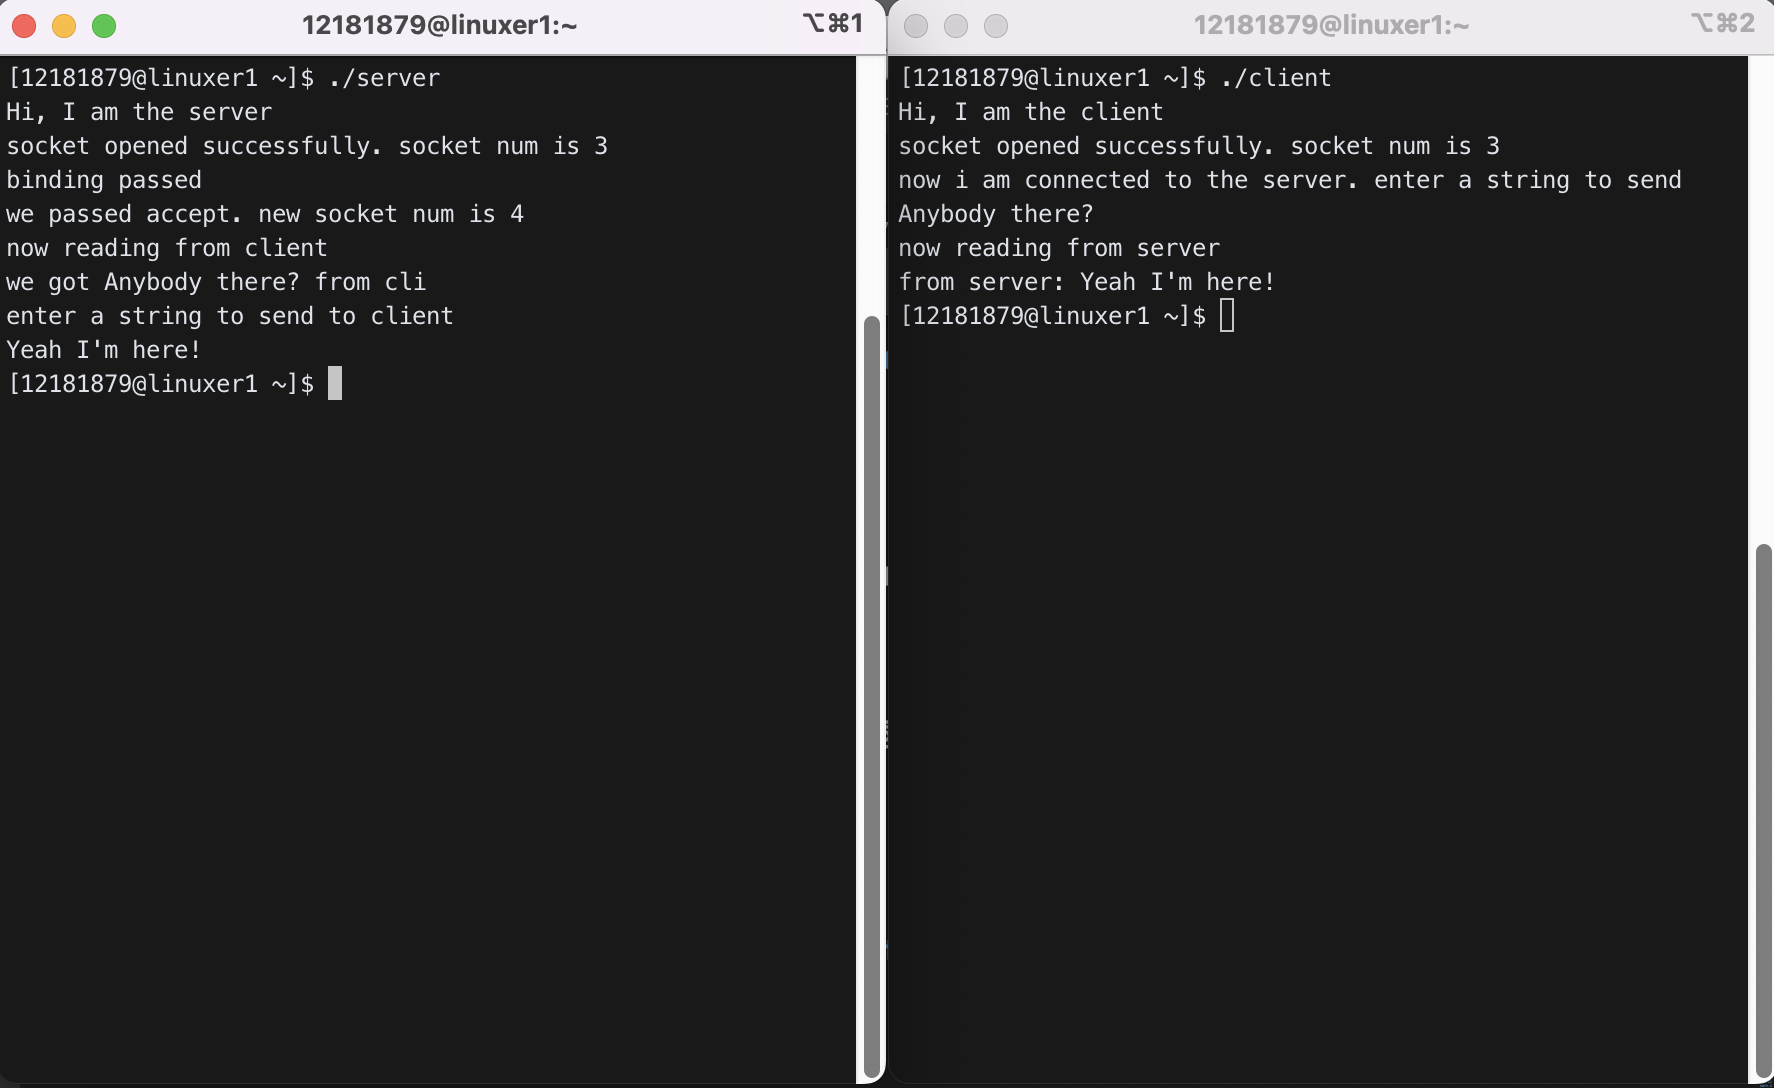 12181879@linuxer1:~
⌥⌘1
[12181879@linuxer1 ~]$ ./server
Hi, I am the server
socket opened successfully. socket num is 3
binding passed
we passed accept. new socket num is 4
now reading from client
we got Anybody there? from cli
enter a string to send to client
Yeah I'm here!
[12181879@linuxer1 ~]$
12181879@linuxer1:~
⌥⌘2
[12181879@linuxer1 ~]$ ./client
Hi, I am the client
socket opened successfully. socket num is 3
now i am connected to the server. enter a string to send
Anybody there?
now reading from server
from server: Yeah I'm here!
[12181879@linuxer1 ~]$